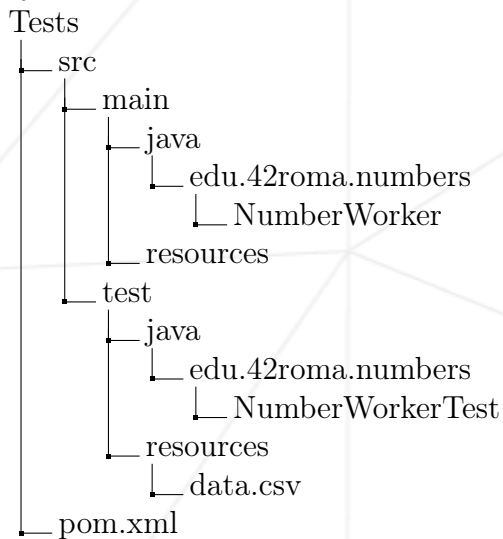 Tests
src
main
java
edu.42roma.numbers
NumberWorker
resources
test
java
edu.42roma.numbers
NumberWorkerTest
resources
data.csv
pom.xml